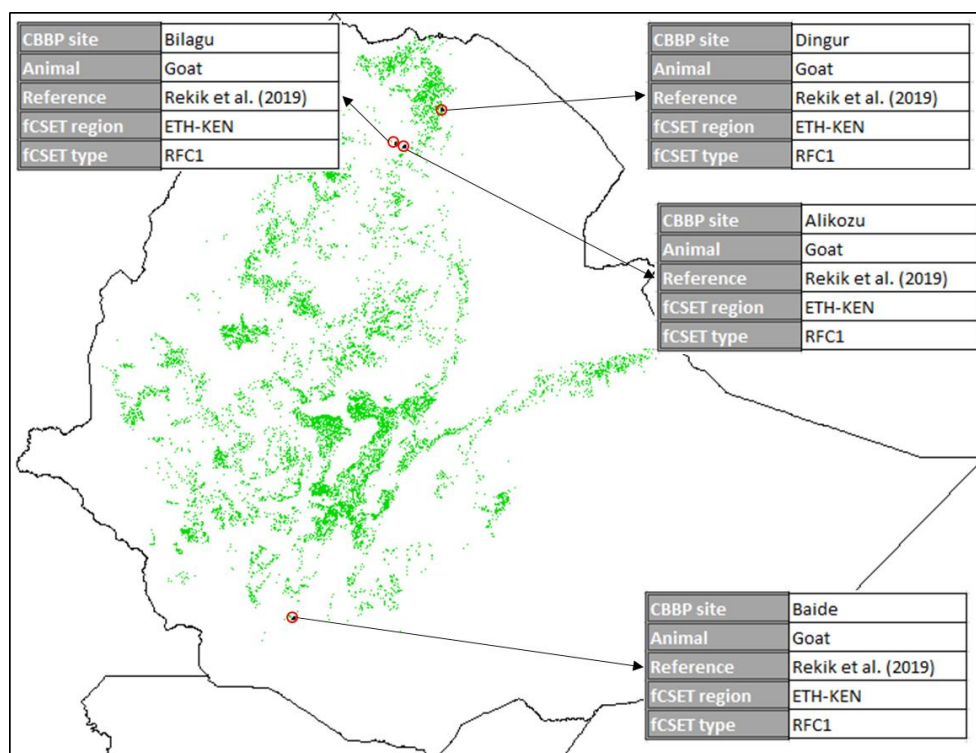 CBBP site Bilagu
Animal Goat
Reference Rekik et al. (2019)
fCSET region ETH-KEN
fCSET type RFC1
CBBP site Dingur
Animal Goat
Reference Rekik et al. (2019)
fCSET region ETH-KEN
fCSET type RFC1
CBBP site Alikozu
Animal Goat
Reference Rekik et al. (2019)
fCSET region ETH-KEN
fCSET type RFC1
CBBP site Baide
Animal Goat
Reference Rekik et al. (2019)
fCSET region ETH-KEN
fCSET type RFC1